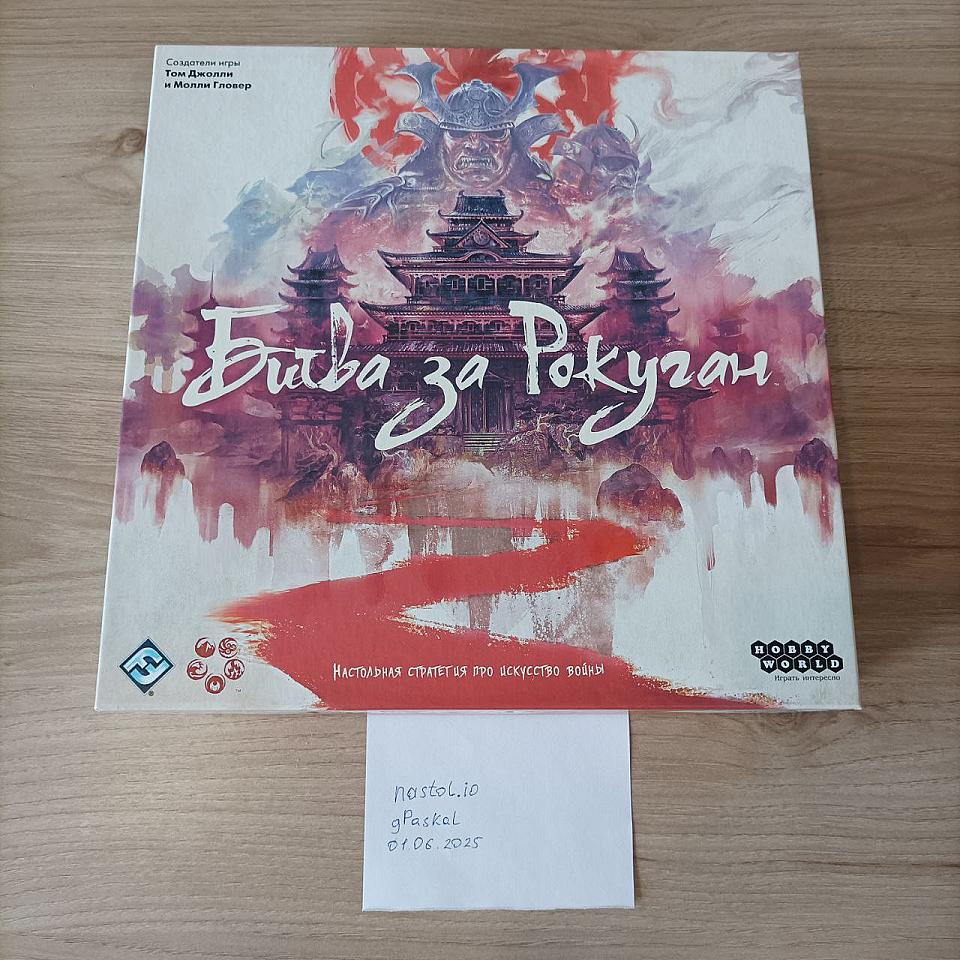 Создатели игры
Том Джолли
и Молли Гловер
Битва за Рокуган
Настольная стратегия про искусство войны
HOBBY
WORLD
Играть интересно
nastol.io
gPaskal
01.06.2025